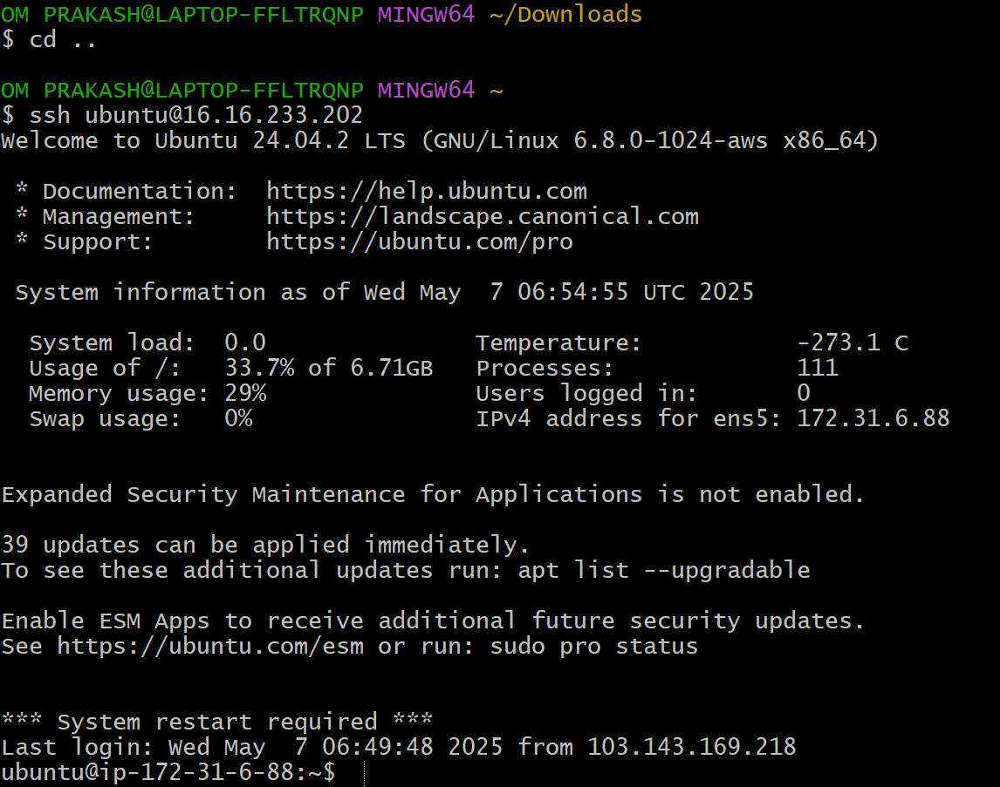 OM PRAKASH@LAPTOP-FFLTRQNP MINGW64 ~/Downloads
$ cd ..
OM PRAKASH@LAPTOP-FFLTRQNP MINGW64 ~
$ ssh ubuntu@16.16.233.202
Welcome to Ubuntu 24.04.2 LTS (GNU/Linux 6.8.0-1024-aws x86_64)
* Documentation:  https://help.ubuntu.com
* Management:     https://landscape.canonical.com
* Support:        https://ubuntu.com/pro
System information as of Wed May  7 06:54:55 UTC 2025
System load:  0.0               Temperature:           -273.1 C
Usage of /:   33.7% of 6.71GB   Processes:             111
Memory usage: 29%               Users logged in:       0
Swap usage:   0%                IPv4 address for ens5: 172.31.6.88
Expanded Security Maintenance for Applications is not enabled.
39 updates can be applied immediately.
To see these additional updates run: apt list --upgradable
Enable ESM Apps to receive additional future security updates.
See https://ubuntu.com/esm or run: sudo pro status
*** System restart required ***
Last login: Wed May  7 06:49:48 2025 from 103.143.169.218
ubuntu@ip-172-31-6-88:~$